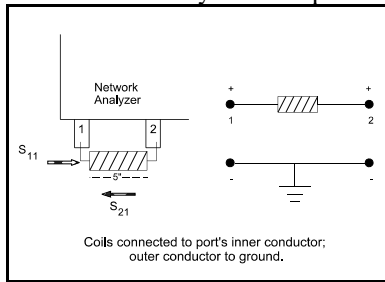 Network
Analyzer
1
2
S11
5"
S21
+
+
1
2
-
-
Coils connected to port's inner conductor;
outer conductor to ground.